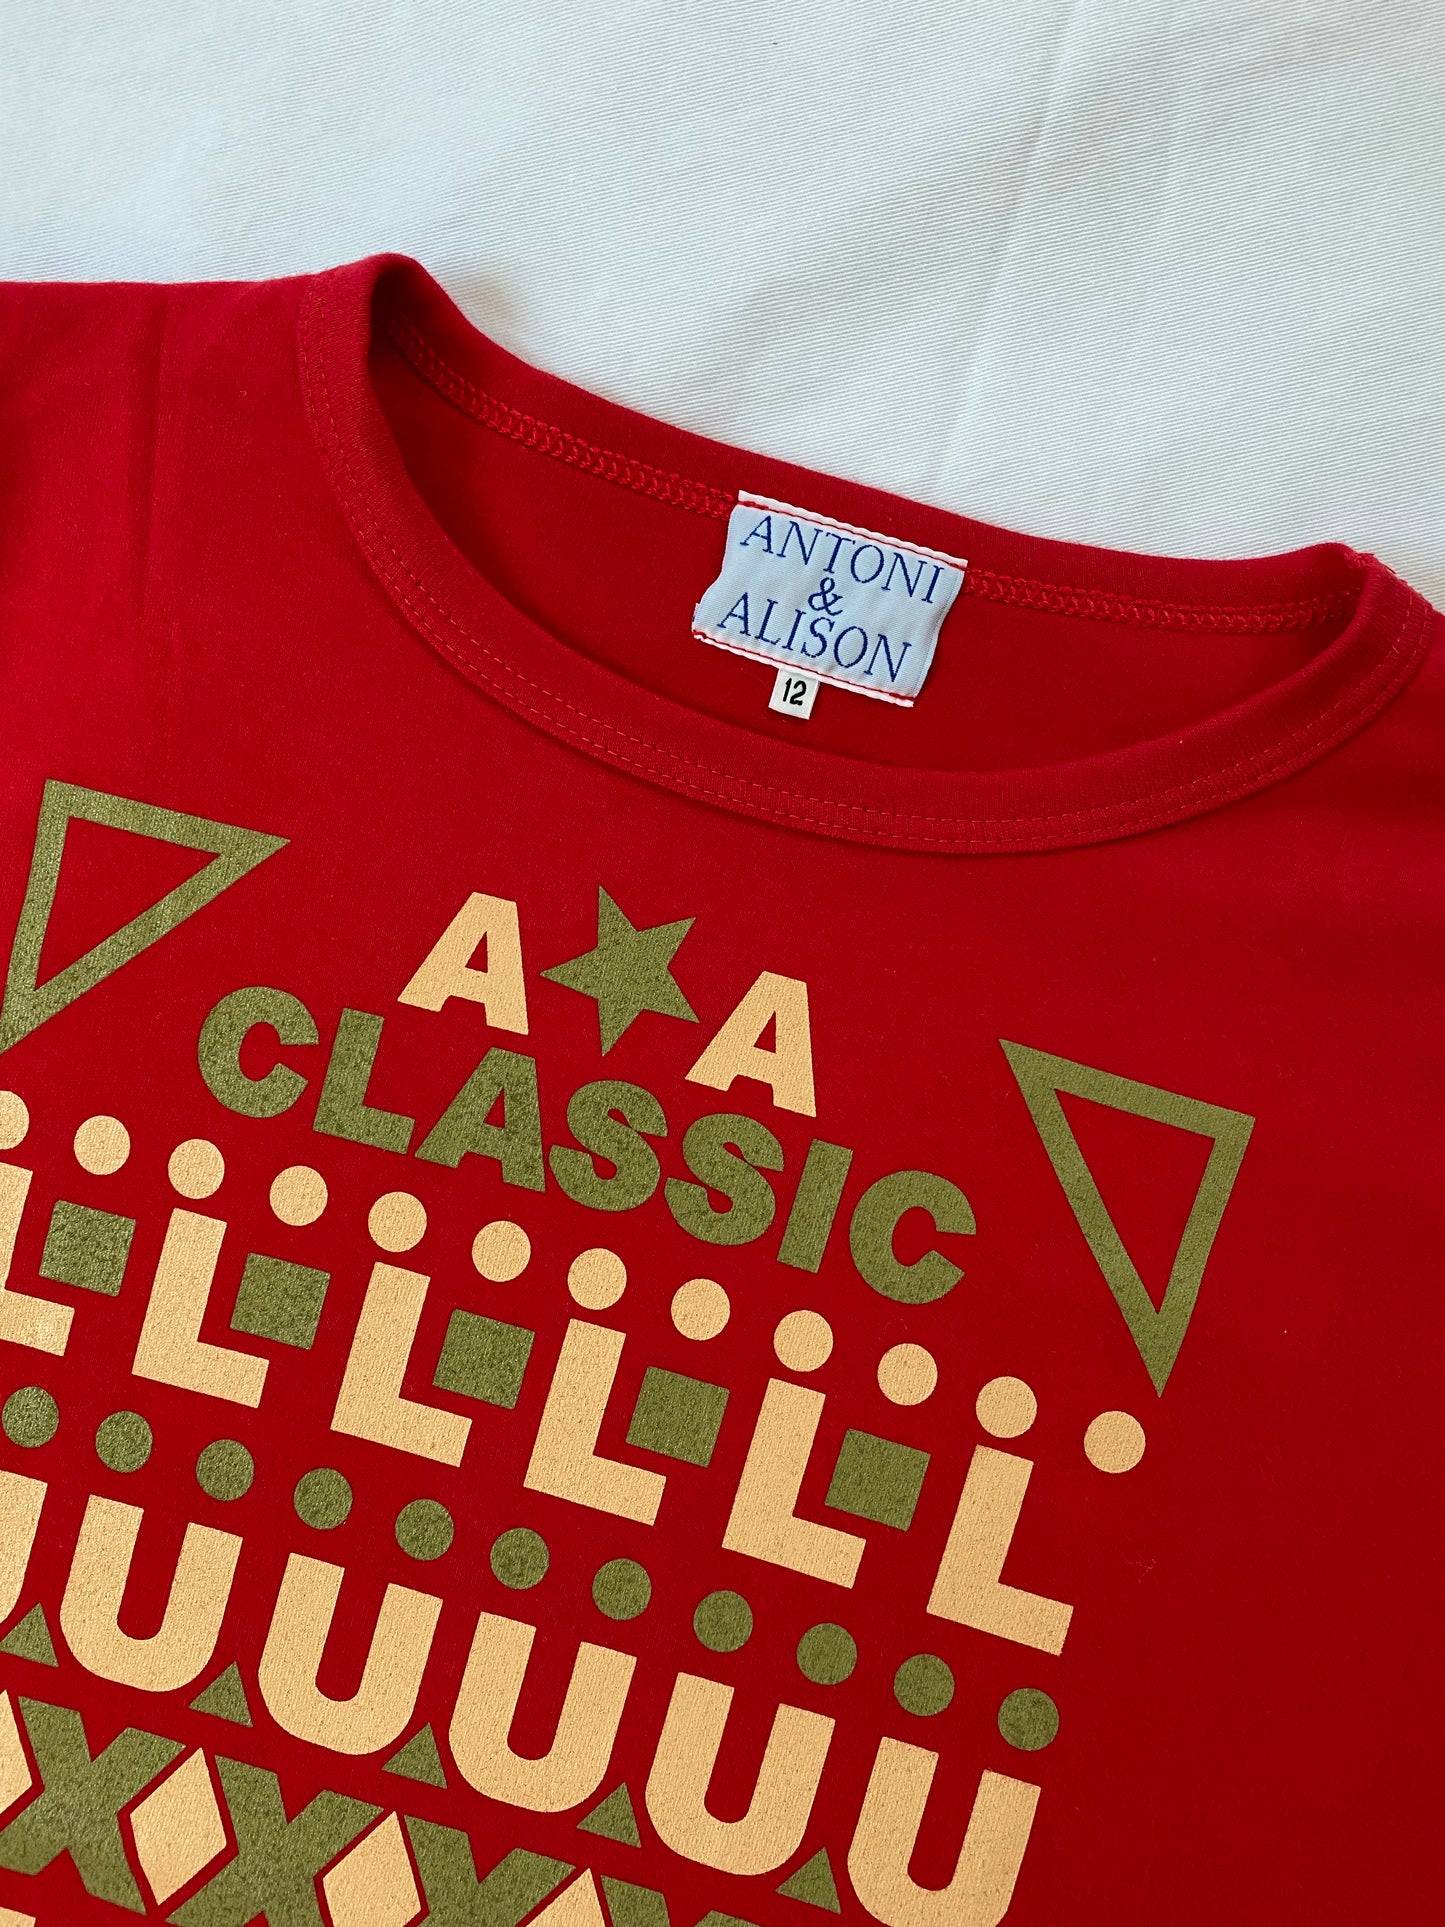 ANTONI
&
ALISON
12
A★A
CLASSIC
L L L L L L
U U U U U U
X X X X